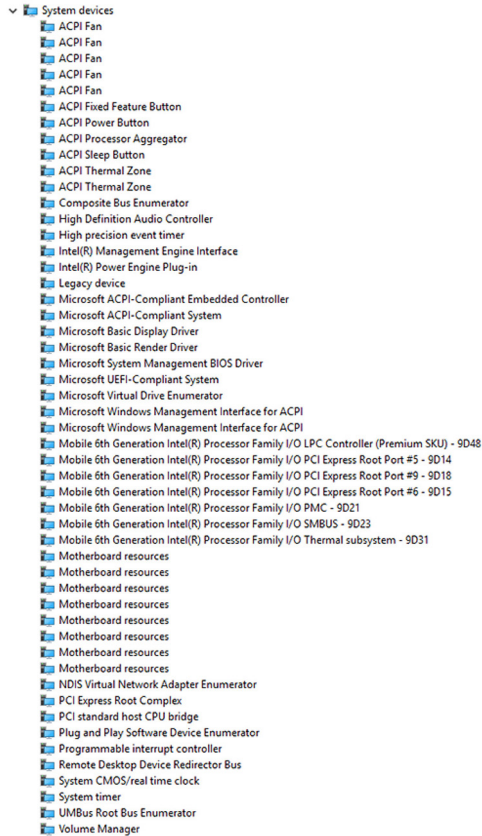 System devices
ACPI Fan
ACPI Fan
ACPI Fan
ACPI Fan
ACPI Fan
ACPI Fixed Feature Button
ACPI Power Button
ACPI Processor Aggregator
ACPI Sleep Button
ACPI Thermal Zone
ACPI Thermal Zone
Composite Bus Enumerator
High Definition Audio Controller
High precision event timer
Intel(R) Management Engine Interface
Intel(R) Power Engine Plug-in
Legacy device
Microsoft ACPI-Compliant Embedded Controller
Microsoft ACPI-Compliant System
Microsoft Basic Display Driver
Microsoft Basic Render Driver
Microsoft System Management BIOS Driver
Microsoft UEFI-Compliant System
Microsoft Virtual Drive Enumerator
Microsoft Windows Management Interface for ACPI
Microsoft Windows Management Interface for ACPI
Mobile 6th Generation Intel(R) Processor Family I/O LPC Controller (Premium SKU) - 9D48
Mobile 6th Generation Intel(R) Processor Family I/O PCI Express Root Port #5 - 9D14
Mobile 6th Generation Intel(R) Processor Family I/O PCI Express Root Port #9 - 9D18
Mobile 6th Generation Intel(R) Processor Family I/O PCI Express Root Port #6 - 9D15
Mobile 6th Generation Intel(R) Processor Family I/O PMC - 9D21
Mobile 6th Generation Intel(R) Processor Family I/O SMBUS - 9D23
Mobile 6th Generation Intel(R) Processor Family I/O Thermal subsystem - 9D31
Motherboard resources
Motherboard resources
Motherboard resources
Motherboard resources
Motherboard resources
Motherboard resources
Motherboard resources
Motherboard resources
NDIS Virtual Network Adapter Enumerator
PCI Express Root Complex
PCI standard host CPU bridge
Plug and Play Software Device Enumerator
Programmable interrupt controller
Remote Desktop Device Redirector Bus
System CMOS/real time clock
System timer
UMBus Root Bus Enumerator
Volume Manager